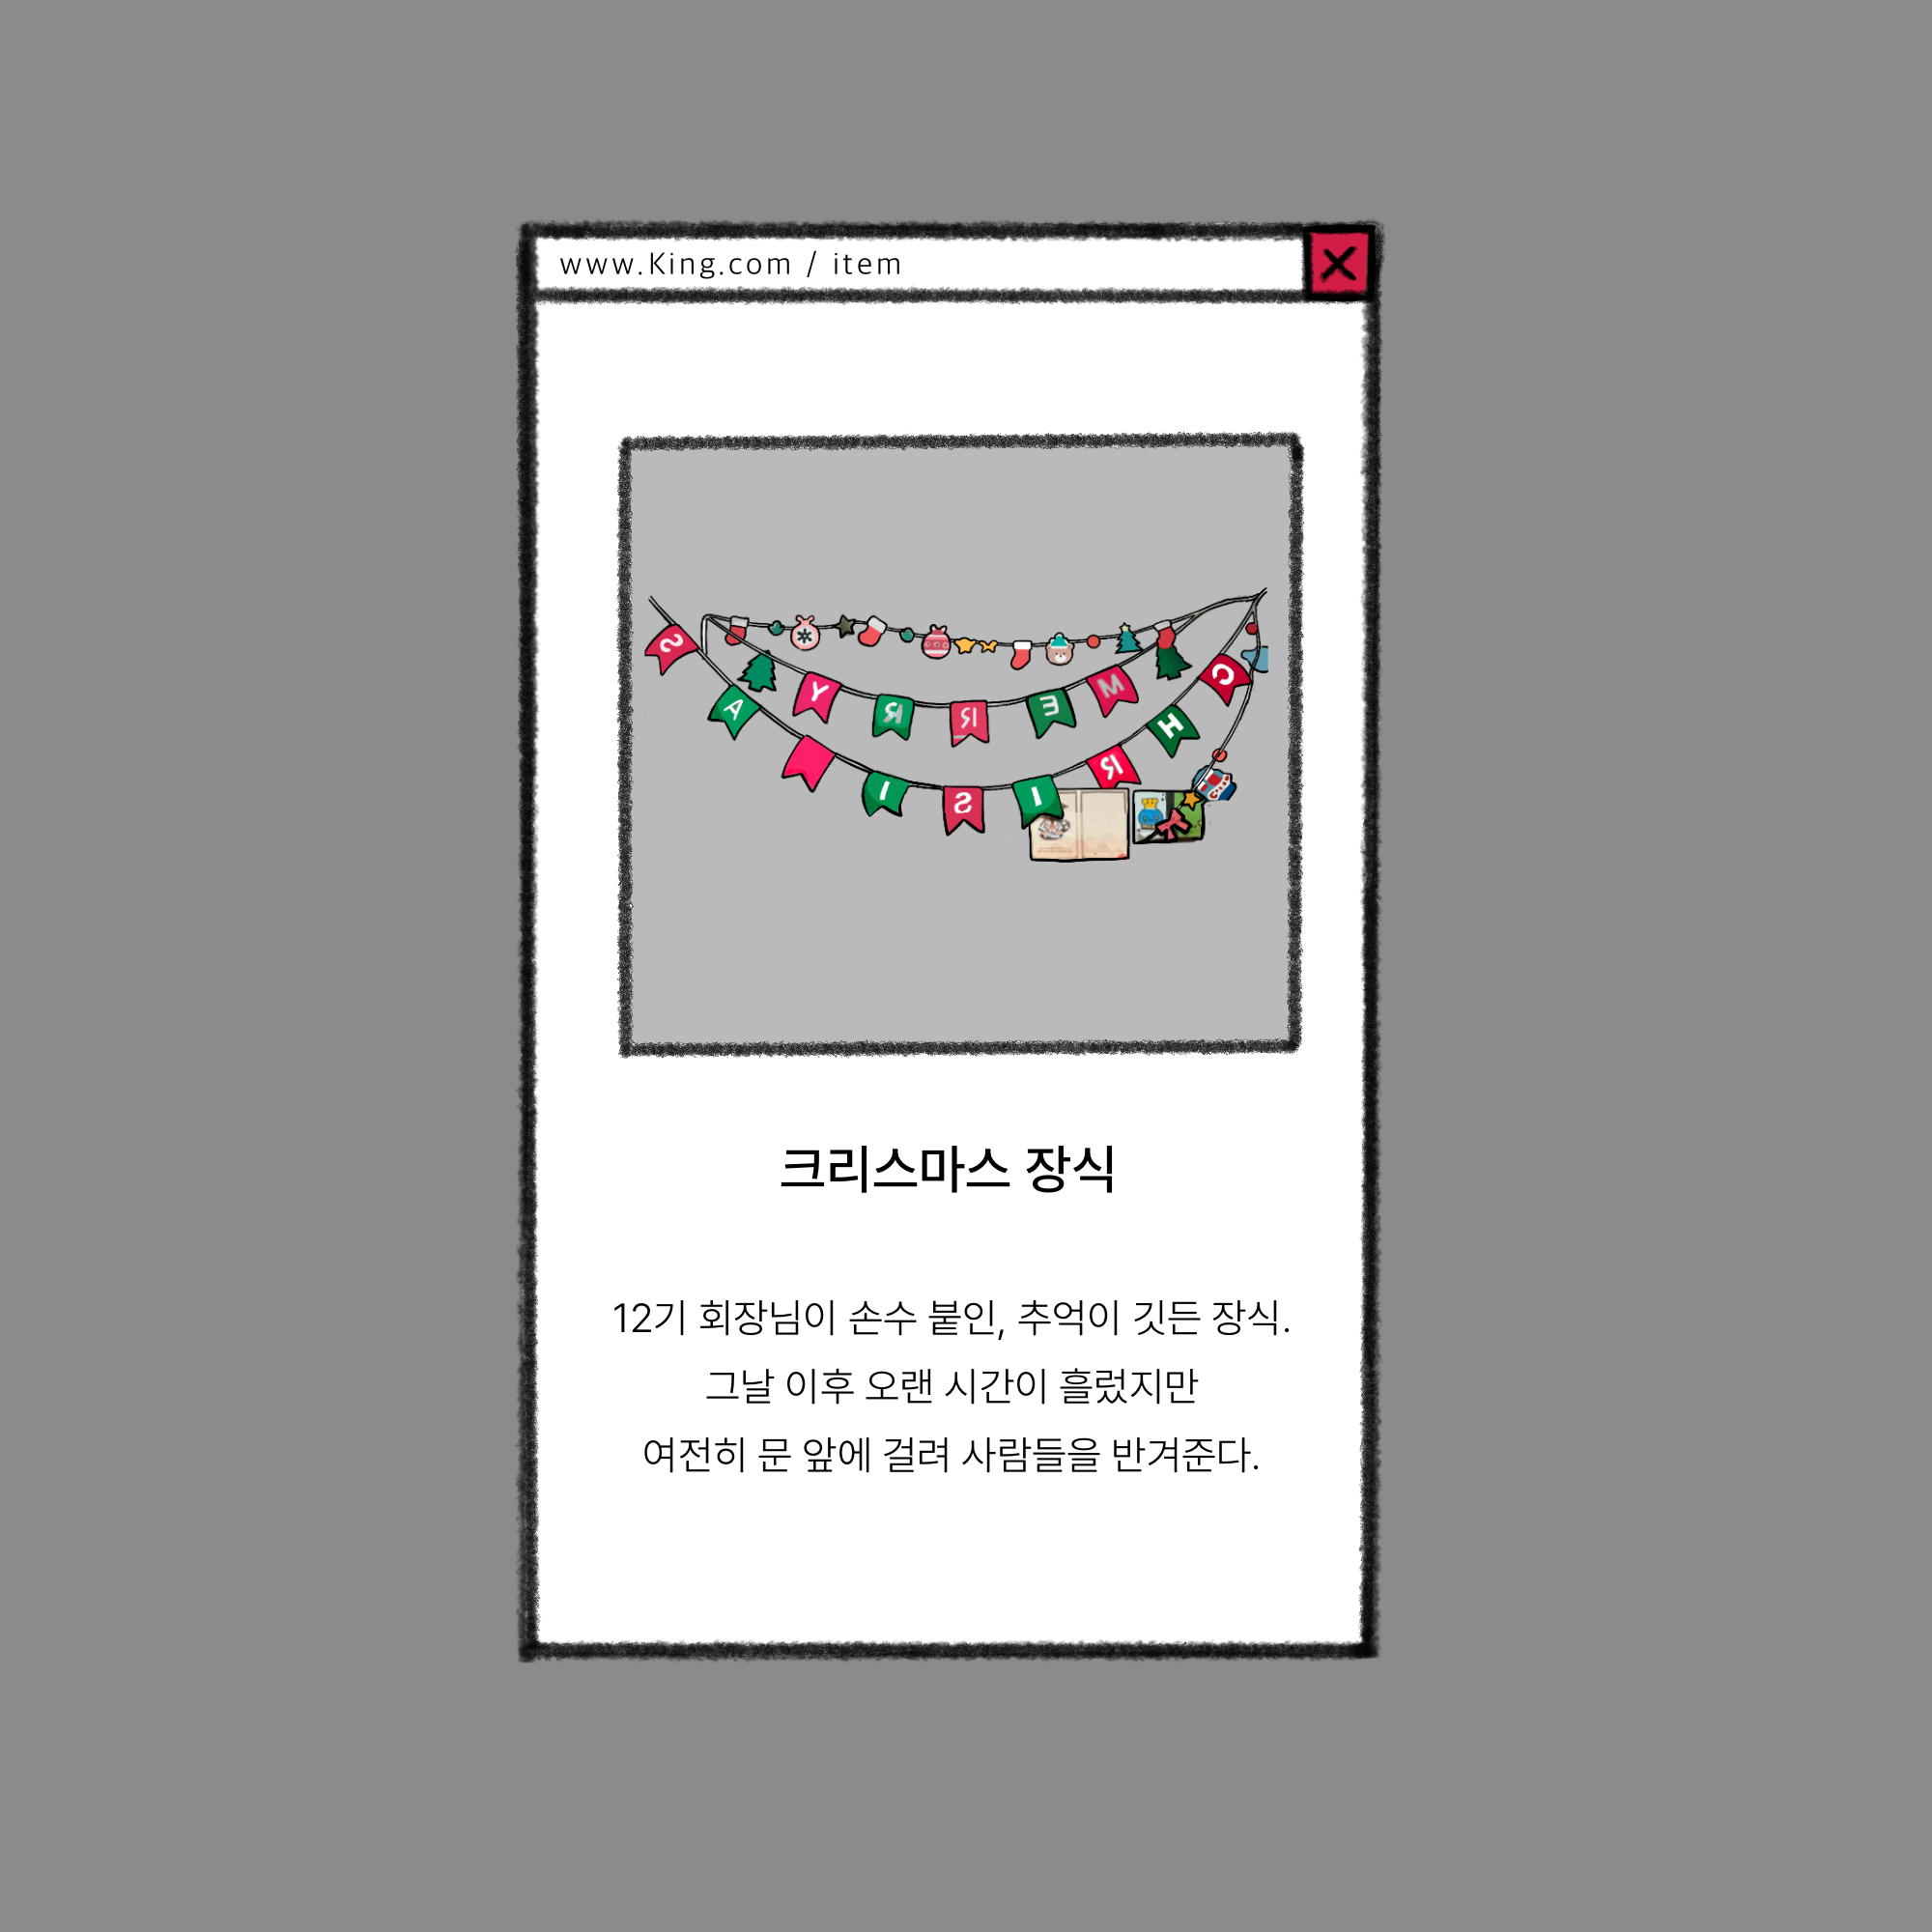 www.King.com / item
MERRY
CHRISI AS
크리스마스 장식
12기 회장님이 손수 붙인, 추억이 깃든 장식.
그날 이후 오랜 시간이 흘렀지만
여전히 문 앞에 걸려 사람들을 반겨준다.